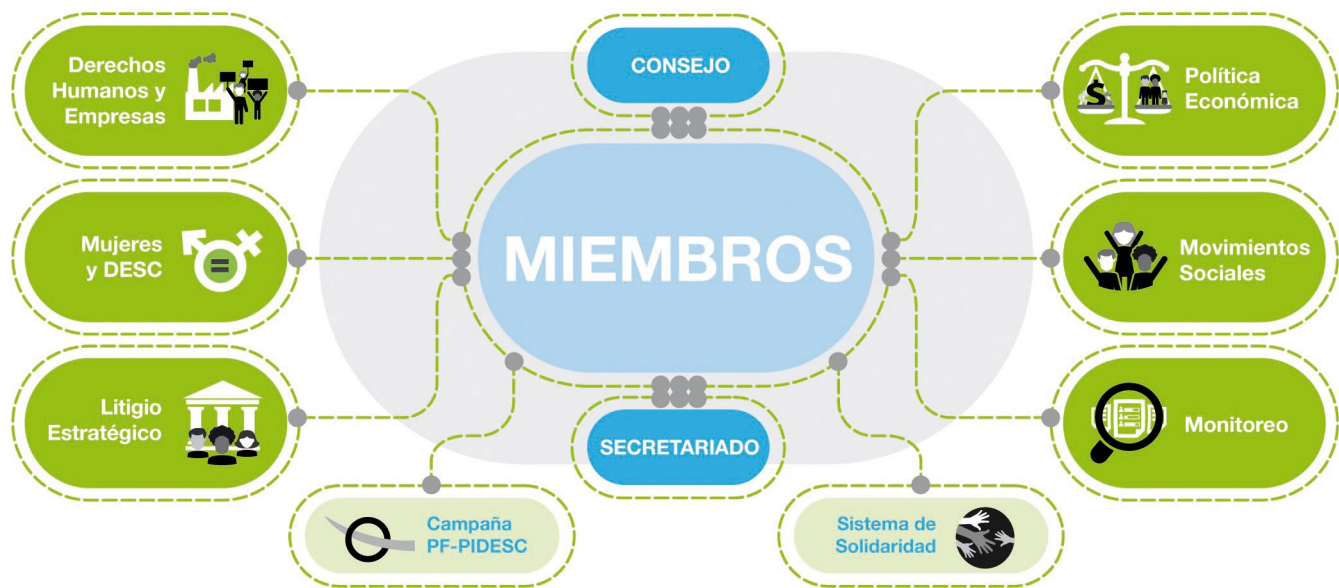 Derechos
Humanos y
Empresas
CONSEJO
Política
Económica
Mujeres
y DESC
MIEMBROS
Movimientos
Sociales
Litigio
Estratégico
SECRETARIADO
Monitoreo
Campaña
PF-PIDESC
Sistema de
Solidaridad